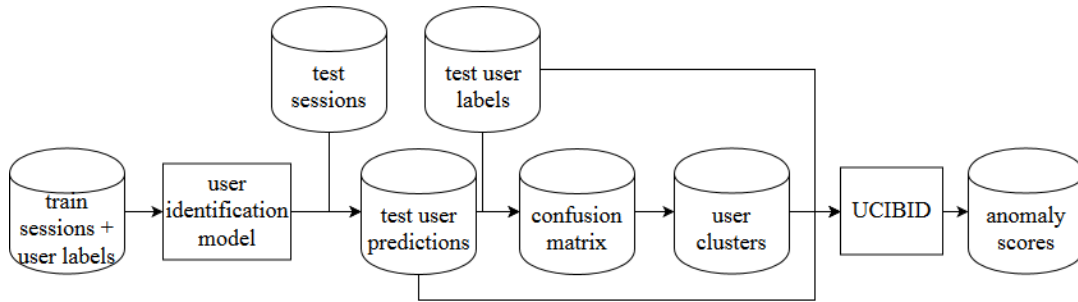 test
sessions
test user
labels
train
sessions +
user labels
user
identification
model
test user
predictions
confusion
matrix
user
clusters
UCIBID
anomaly
scores